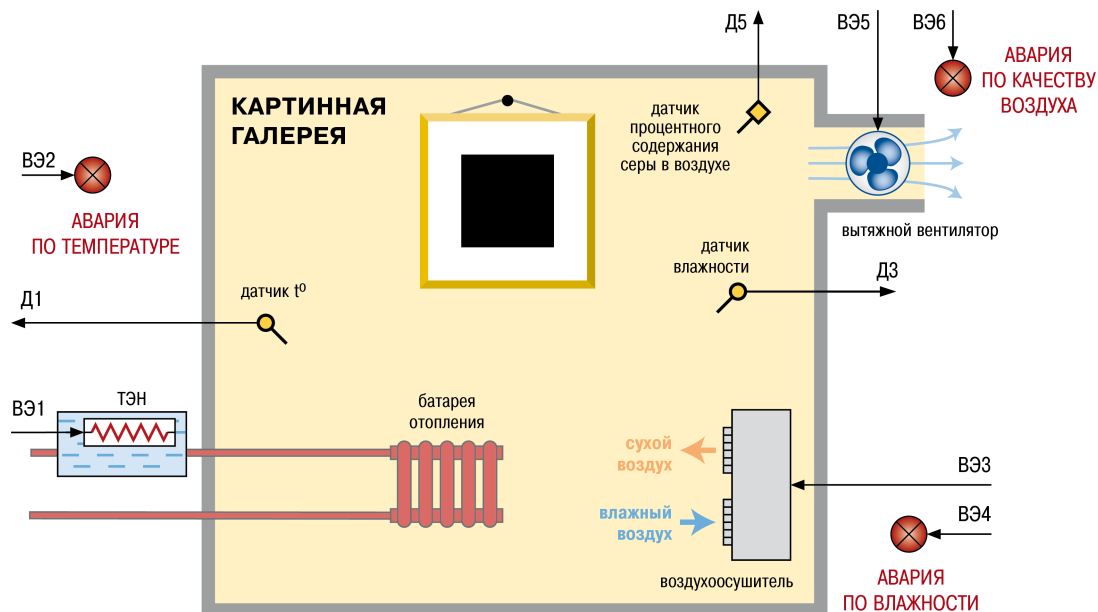 Д5
ВЭ5
ВЭ6
АВАРИЯ
ПО КАЧЕСТВУ
ВОЗДУХА
КАРТИННАЯ
ГАЛЕРЕЯ
датчик
процентного
содержания
серы в воздухе
ВЭ2
АВАРИЯ
ПО ТЕМПЕРАТУРЕ
вытяжной вентилятор
датчик
влажности
Д3
Д1
датчик t⁰
ТЭН
ВЭ1
батарея
отопления
сухой
воздух
ВЭ3
влажный
воздух
ВЭ4
воздухоосушитель
АВАРИЯ
ПО ВЛАЖНОСТИ